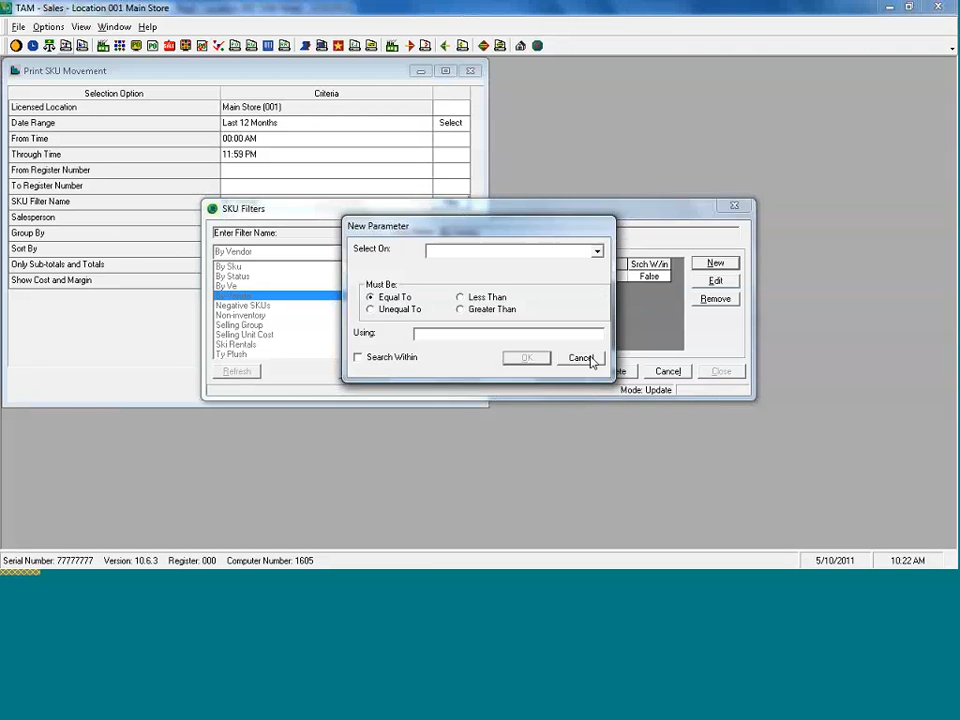 TAM - Sales - Location 001 Main Store
File Options View Window Help
Print SKU Movement
Selection Option Criteria
Licensed Location Main Store (001)
Date Range Last 12 Months Select
From Time 00:00 AM
Through Time 11:59 PM
From Register Number
To Register Number
SKU Filter Name
Salesperson
Group By
Sort By
Only Sub-totals and Totals
Show Cost and Margin
SKU Filters
Enter Filter Name:
By Vendor
By Sku
By Status
By Ve
Negative SKUs
Non-inventory
Selling Group
Selling Unit Cost
Ski Rentals
Ty Plush
Refresh
Srch W/in
False
New
Edit
Remove
Cancel
Close
Mode: Update
New Parameter
Select On:
Must Be:
Equal To Less Than
Unequal To Greater Than
Using:
Search Within OK Cancel
Serial Number: 77777777 Version: 10.6.3 Register: 000 Computer Number: 1605 5/10/2011 10:22 AM